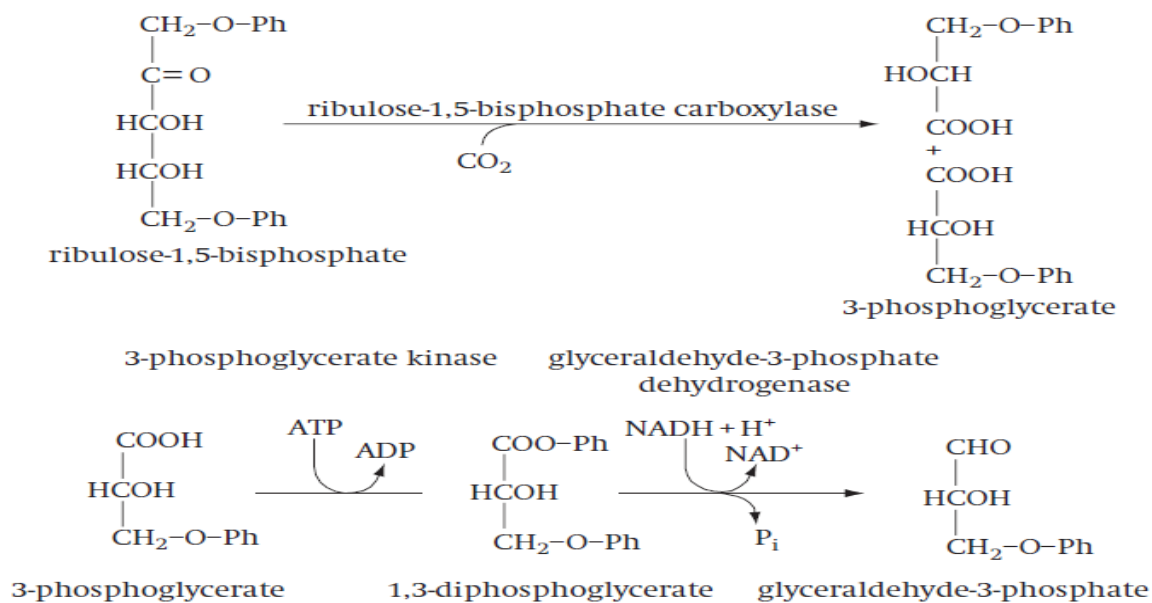 CH₂–O–Ph
C=O
HCOH
HCOH
CH₂–O–Ph
ribulose-1,5-bisphosphate
ribulose-1,5-bisphosphate carboxylase
CO₂
CH₂–O–Ph
HOCH
COOH
+
COOH
HCOH
CH₂–O–Ph
3-phosphoglycerate
3-phosphoglycerate kinase
glyceraldehyde-3-phosphate
dehydrogenase
COOH
HCOH
CH₂–O–Ph
3-phosphoglycerate
ATP
ADP
COO–Ph
HCOH
CH₂–O–Ph
1,3-diphosphoglycerate
NADH + H⁺
NAD⁺
Pᵢ
CHO
HCOH
CH₂–O–Ph
glyceraldehyde-3-phosphate